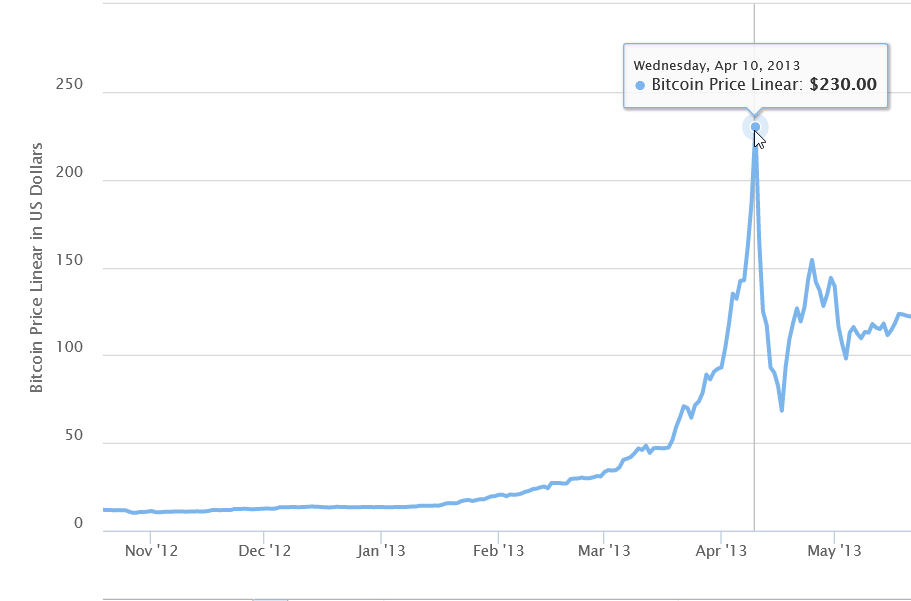 Wednesday, Apr 10, 2013
Bitcoin Price Linear: $230.00
Bitcoin Price Linear in US Dollars
250
200
150
100
50
0
Nov '12 Dec '12 Jan '13 Feb '13 Mar '13 Apr '13 May '13